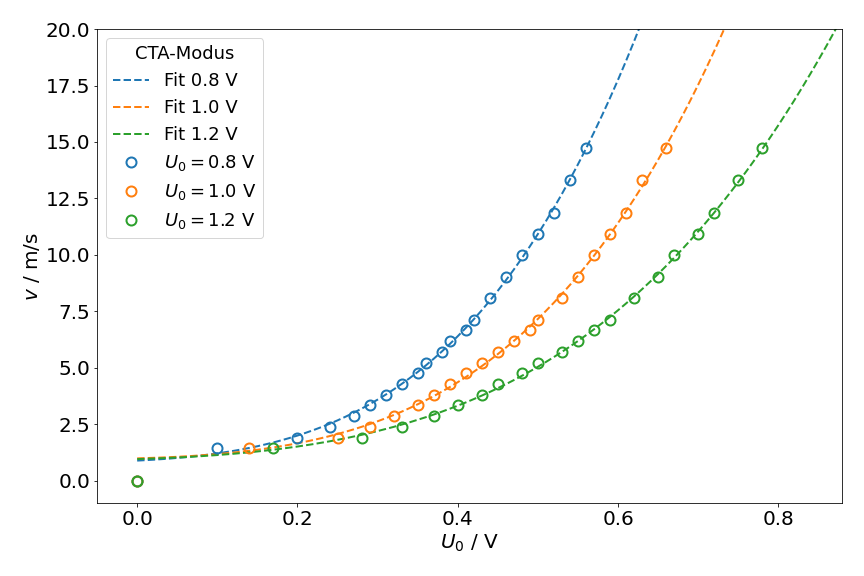 CTA-Modus
Fit 0.8 V
Fit 1.0 V
Fit 1.2 V
U₀ = 0.8 V
U₀ = 1.0 V
U₀ = 1.2 V
20.0
17.5
15.0
12.5
10.0
7.5
5.0
2.5
0.0
v / m/s
0.0 0.2 0.4 0.6 0.8
U₀ / V